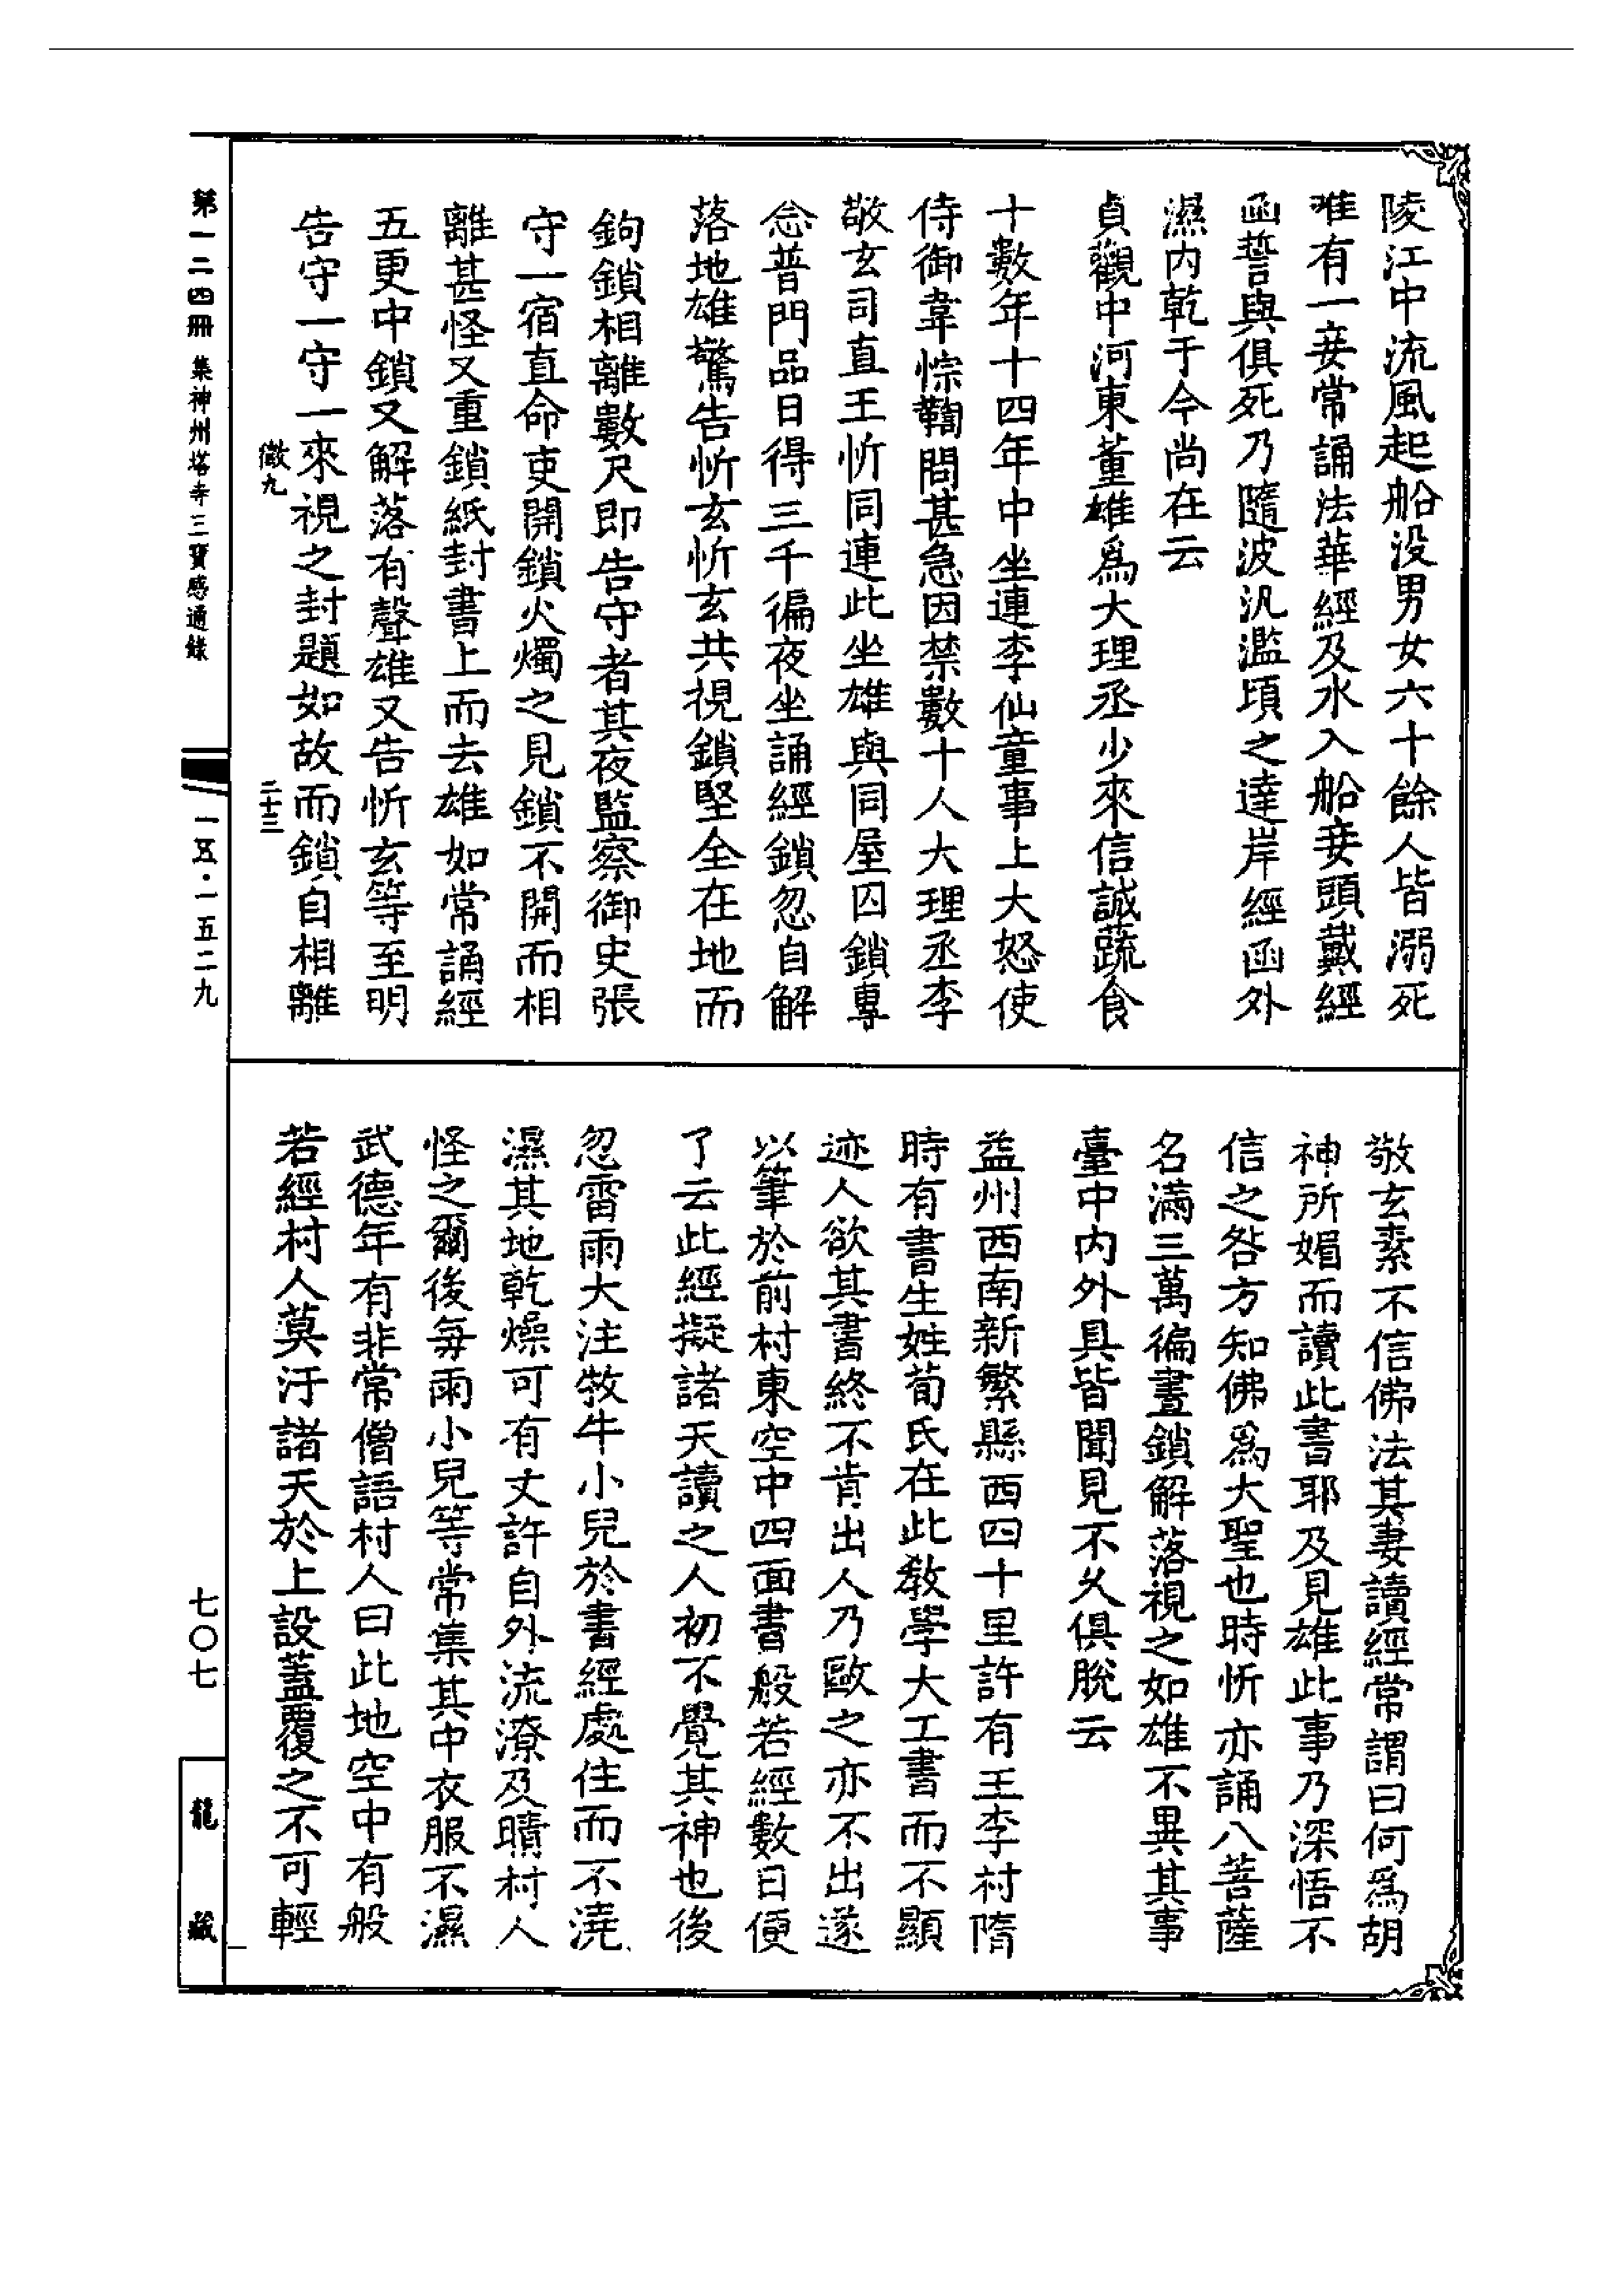 陵江中流風起船没男女六十餘人皆溺死
唯有一妾常誦法華經及水入船妾頭戴經
函誓與俱死乃隨波汎濫頃之達岸經函外
濕内乾于今尚在云
貞觀中河東董雄爲大理丞少來信誠蔬食
十數年十四年中坐連李仙童事上大怒使
侍御韋悰鞫問甚急因禁數十人大理丞李
敬玄司直王忻同連此坐雄與同屋囚鎖專
念普門品日得三千徧夜坐誦經鎖忽自解
落地雄驚告忻玄忻玄共視鎖堅全在地而
鉤鎖相離數尺即告守者其夜監察御史張
守一宿直命吏開鎖火燭之見鎖不開而相
離甚怪又重鎖紙封書上而去雄如常誦經
五更中鎖又解落有聲雄又告忻玄等至明
告守一守一來視之封題如故而鎖自相離
敬玄素不信佛法其妻讀經常謂曰何爲胡
神所媚而讀此書耶及見雄此事乃深悟不
信之咎方知佛爲大聖也時忻亦誦八菩薩
名滿三萬徧晝鎖解落視之如雄不異其事
臺中内外具皆聞見不久俱脫云
益州西南新繁縣西四十里許有王李村隋
時有書生姓荀氏在此教學大工書而不顯
迹人欲其書終不肯出人乃歐之亦不出遂
以筆於前村東空中四面書般若經數日便
了云此經擬諸天讀之人初不覺其神也後
忽雷雨大注牧牛小兒於書經處住而不澆
濕其地乾燥可有丈許自外流潦及晴村人
怪之爾後每雨小兒等常集其中衣服不濕
武德年有非常僧語村人曰此地空中有般
若經村人莫汙諸天於上設蓋覆之不可輕
第一二四冊 集神州塔寺三寶感通錄
一五·一五二九
七〇七
龍藏
微九
二十三